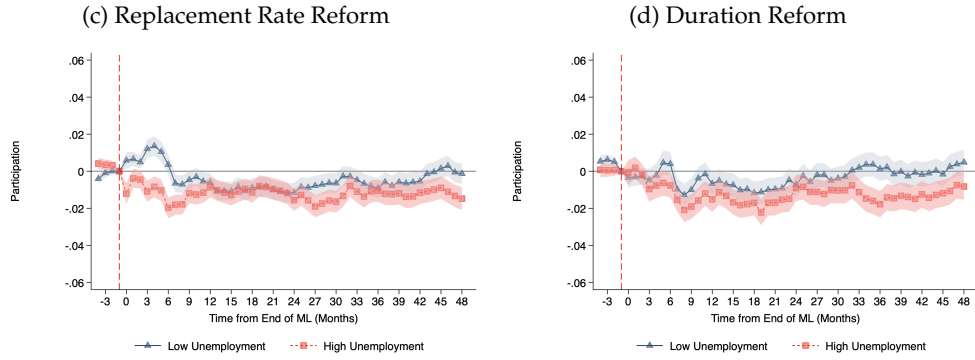 (c) Replacement Rate Reform
.06
.04
.02
0
-.02
-.04
-.06
Participation
-3 0 3 6 9 12 15 18 21 24 27 30 33 36 39 42 45 48
Time from End of ML (Months)
Low Unemployment High Unemployment
(d) Duration Reform
.06
.04
.02
0
-.02
-.04
-.06
Participation
-3 0 3 6 9 12 15 18 21 24 27 30 33 36 39 42 45 48
Time from End of ML (Months)
Low Unemployment High Unemployment